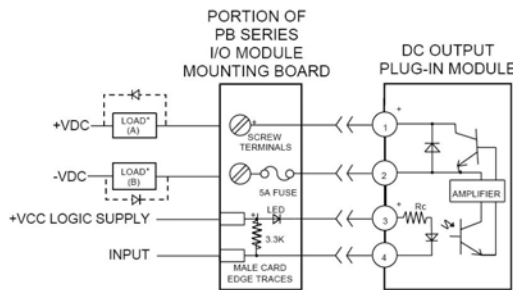 PORTION OF
PB SERIES
I/O MODULE
MOUNTING BOARD
DC OUTPUT
PLUG-IN MODULE
+VDC
LOAD*
(A)
+
SCREW
TERMINALS
+
1
-VDC
LOAD*
(B)
5A FUSE
2
AMPLIFIER
+VCC LOGIC SUPPLY
+
LED
3.3K
+
3
Rc
INPUT
4
MALE CARD
EDGE TRACES